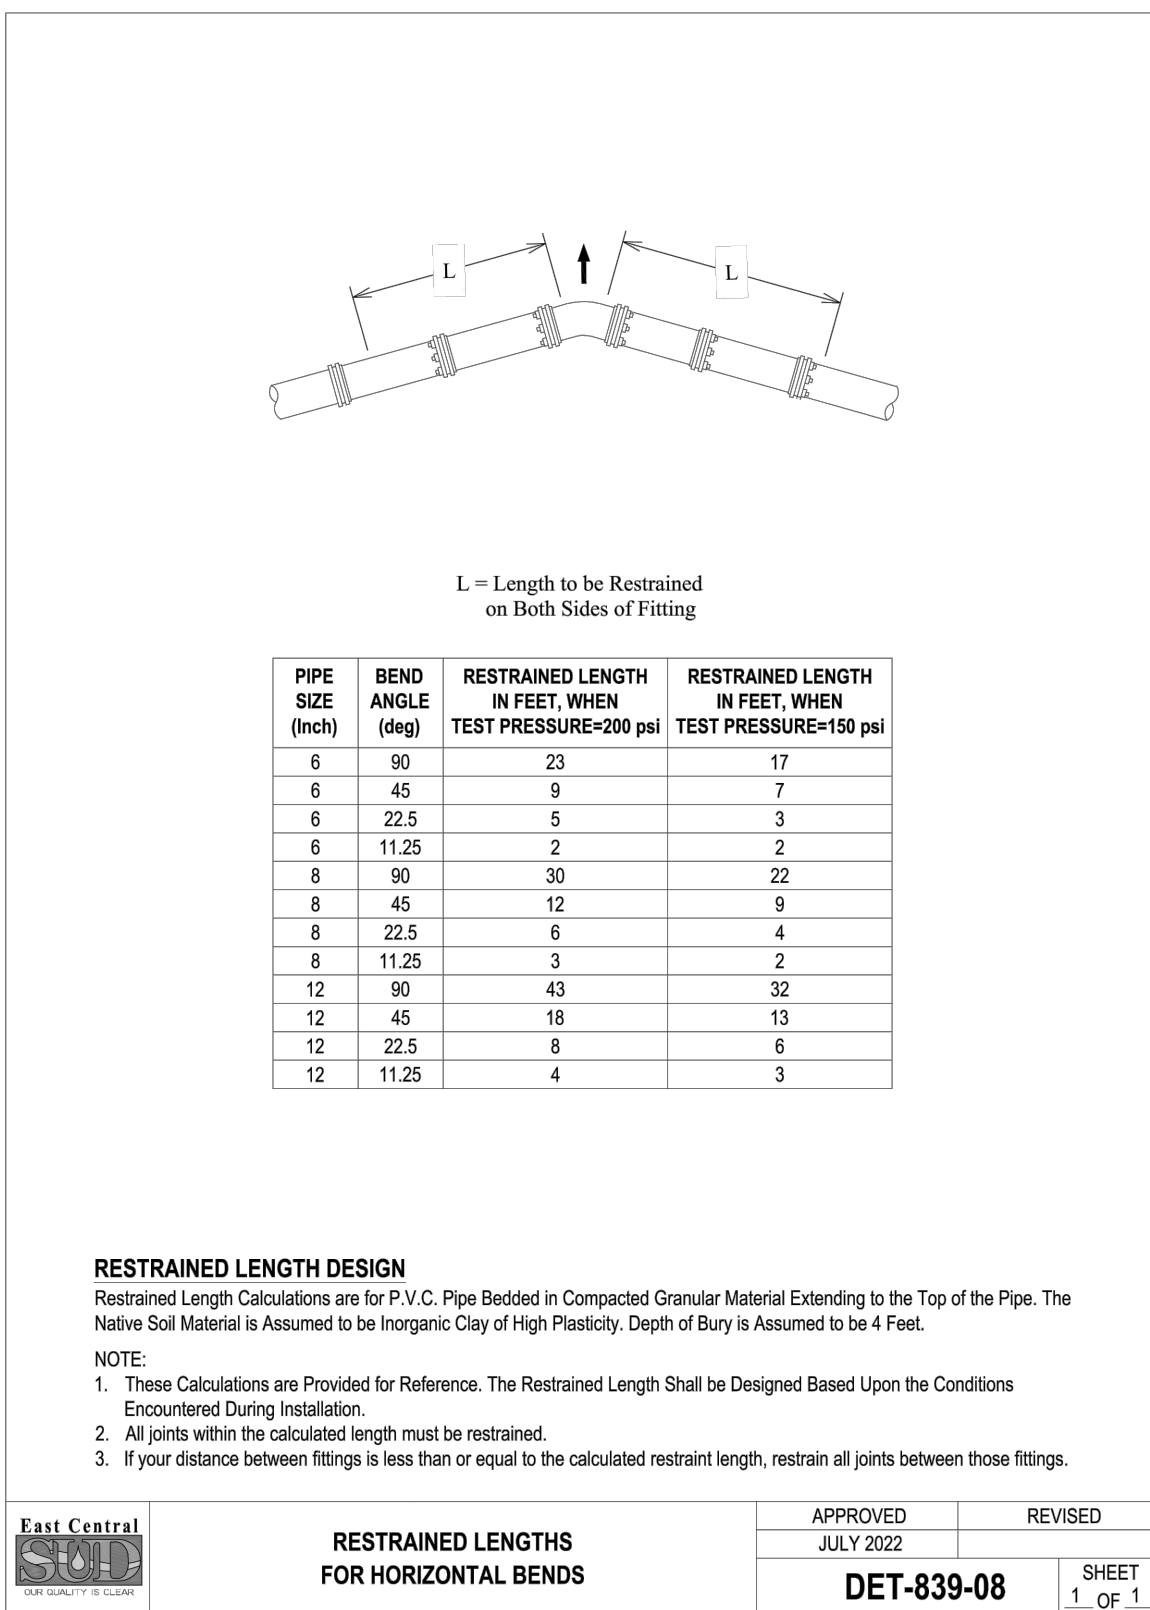 L
L
L = Length to be Restrained
on Both Sides of Fitting
PIPE SIZE (Inch) BEND ANGLE (deg) RESTRAINED LENGTH IN FEET, WHEN TEST PRESSURE=200 psi RESTRAINED LENGTH IN FEET, WHEN TEST PRESSURE=150 psi
6 90 23 17
6 45 9 7
6 22.5 5 3
6 11.25 2 2
8 90 30 22
8 45 12 9
8 22.5 6 4
8 11.25 3 2
12 90 43 32
12 45 18 13
12 22.5 8 6
12 11.25 4 3
RESTRAINED LENGTH DESIGN
Restrained Length Calculations are for P.V.C. Pipe Bedded in Compacted Granular Material Extending to the Top of the Pipe. The
Native Soil Material is Assumed to be Inorganic Clay of High Plasticity. Depth of Bury is Assumed to be 4 Feet.
NOTE:
1. These Calculations are Provided for Reference. The Restrained Length Shall be Designed Based Upon the Conditions
Encountered During Installation.
2. All joints within the calculated length must be restrained.
3. If your distance between fittings is less than or equal to the calculated restraint length, restrain all joints between those fittings.
East Central
SUD
OUR QUALITY IS CLEAR
RESTRAINED LENGTHS
FOR HORIZONTAL BENDS
APPROVED REVISED
JULY 2022
DET-839-08
SHEET
1 OF 1